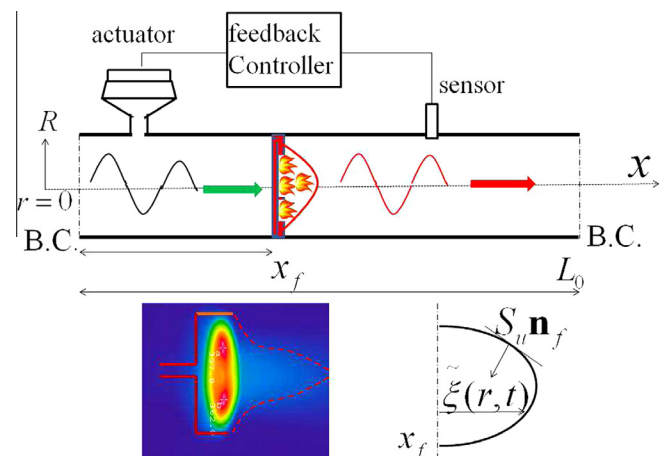 actuator
feedback
Controller
sensor
R
r = 0
x
B.C.
B.C.
x_f
L_0
S_u n_f
ξ̃(r,t)
x_f